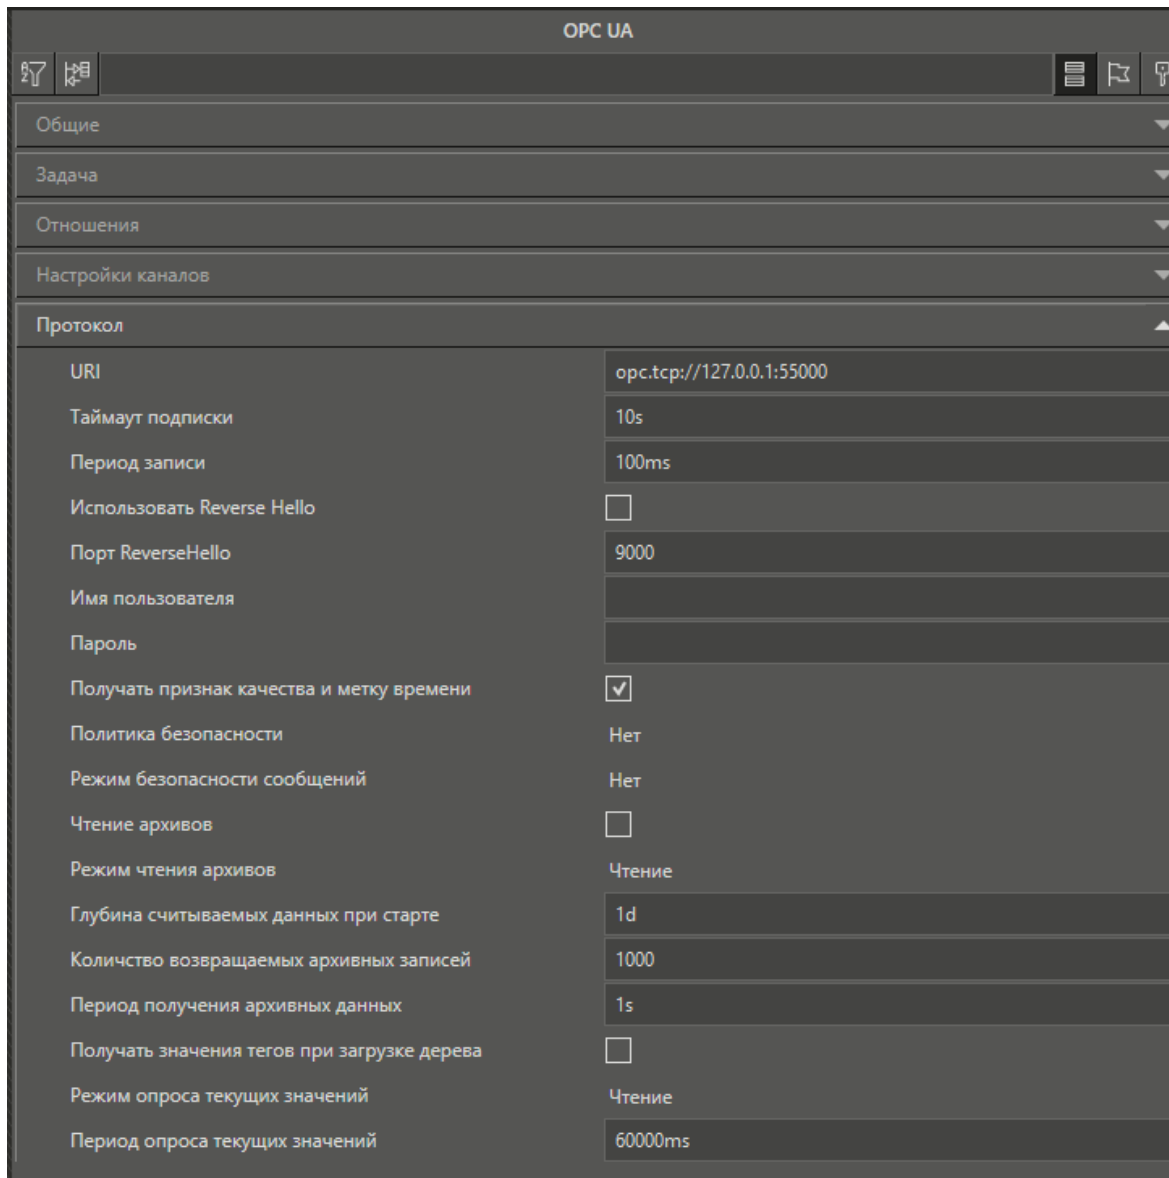 OPC UA
Общие
Задача
Отношения
Настройки каналов
Протокол
URI opc.tcp://127.0.0.1:55000
Таймаут подписки 10s
Период записи 100ms
Использовать Reverse Hello
Порт ReverseHello 9000
Имя пользователя
Пароль
Получать признак качества и метку времени
Политика безопасности Нет
Режим безопасности сообщений Нет
Чтение архивов
Режим чтения архивов Чтение
Глубина считываемых данных при старте 1d
Количство возвращаемых архивных записей 1000
Период получения архивных данных 1s
Получать значения тегов при загрузке дерева
Режим опроса текущих значений Чтение
Период опроса текущих значений 60000ms